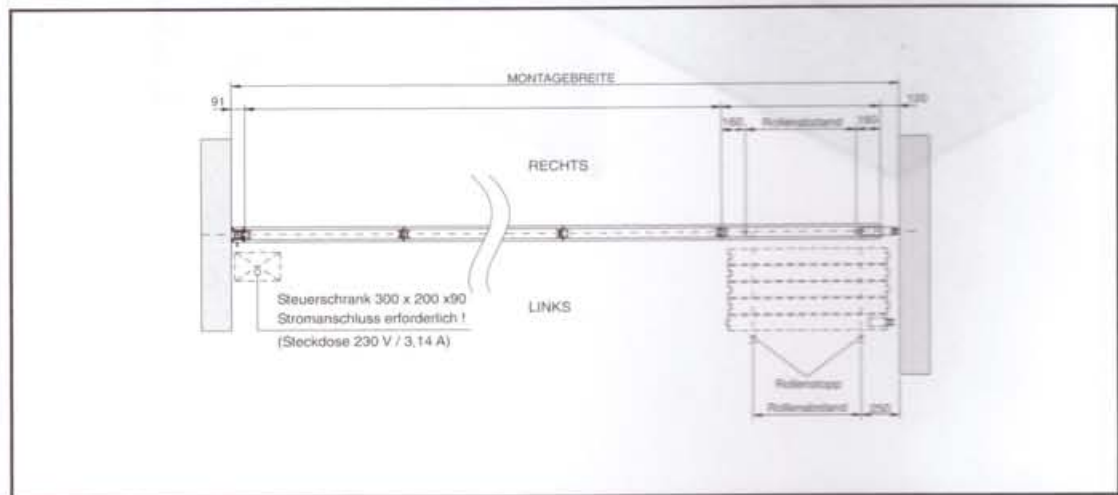 MONTAGEBREITE
91
120
160
Rollenabstand
160
RECHTS
Steuerschrank 300 x 200 x90
Stromanschluss erforderlich !
(Steckdose 230 V / 3,14 A)
LINKS
Rollenstopp
Rollenabstand
250